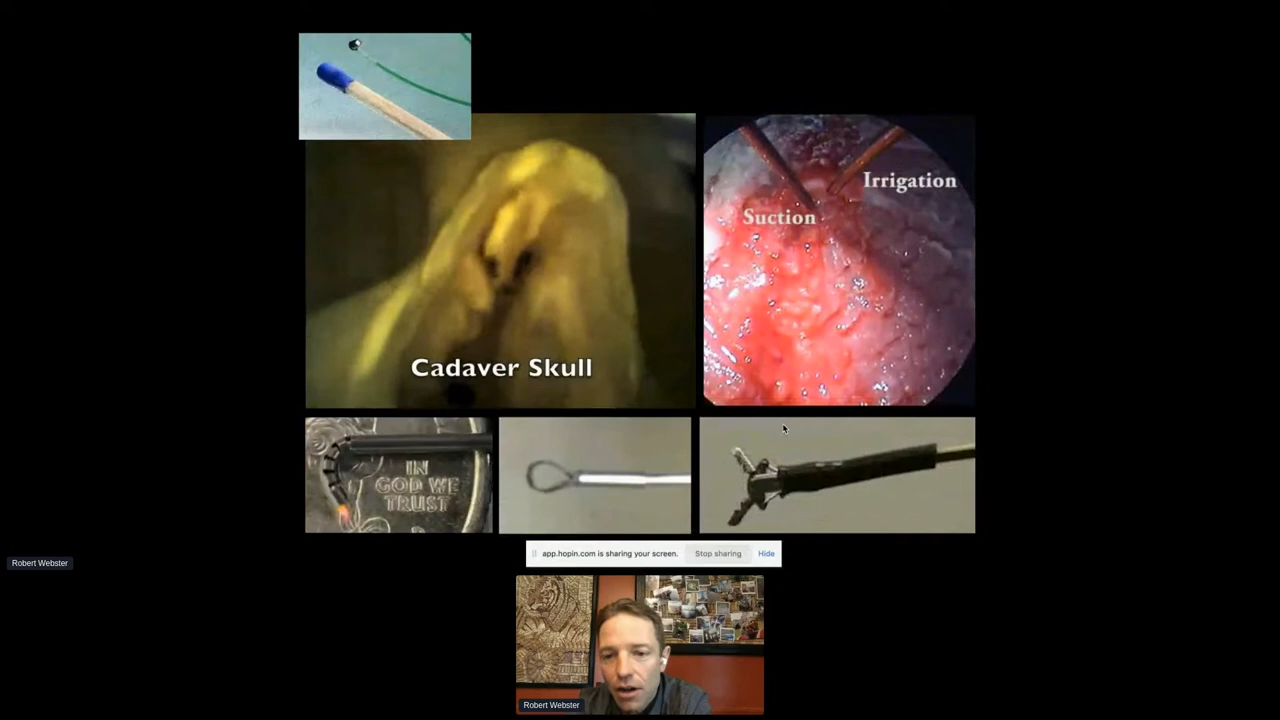 Irrigation
Suction
Cadaver Skull
IN
GOD WE
TRUST
app.hopin.com is sharing your screen.
Stop sharing
Hide
Robert Webster
Robert Webster